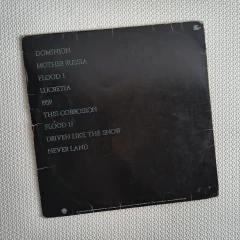 DOMINION
MOTHER RUSSIA
FLOOD I
LUCRETIA
1959
THIS CORROSION
FLOOD II
DRIVEN LIKE THE SNOW
NEVER LAND